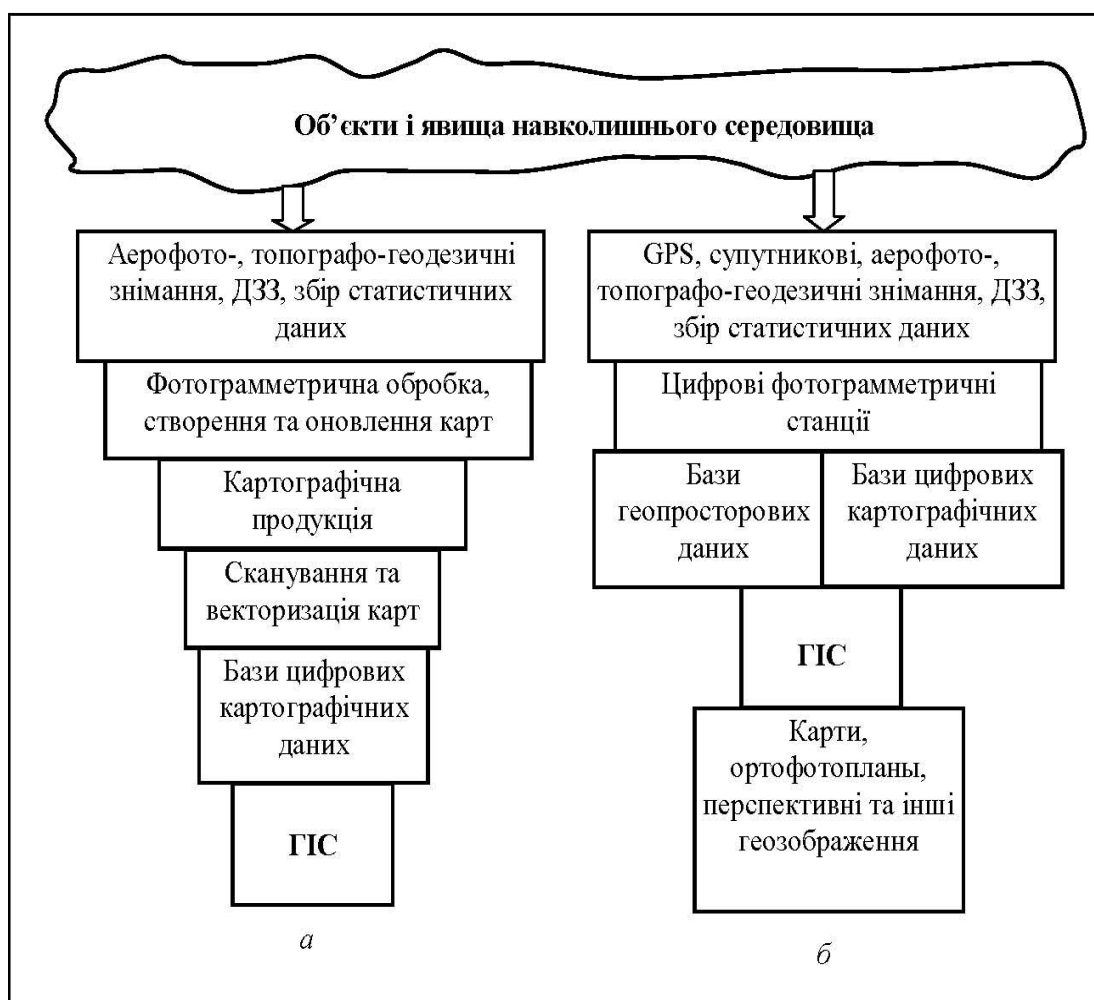 Об’єкти і явища навколишнього середовища
Аерофото-, топографо-геодезичні
знімання, ДЗЗ, збір статистичних
даних
Фотограмметрична обробка,
створення та оновлення карт
Картографічна
продукція
Сканування та
векторизація карт
Бази цифрових
картографічних
даних
ГІС
а
GPS, супутникові, аерофото-,
топографо-геодезичні знімання, ДЗЗ,
збір статистичних даних
Цифрові фотограмметричні
станції
Бази
геопросторових
даних
Бази цифрових
картографічних
даних
ГІС
Карти,
ортофотопланы,
перспективні та інші
геозображення
б